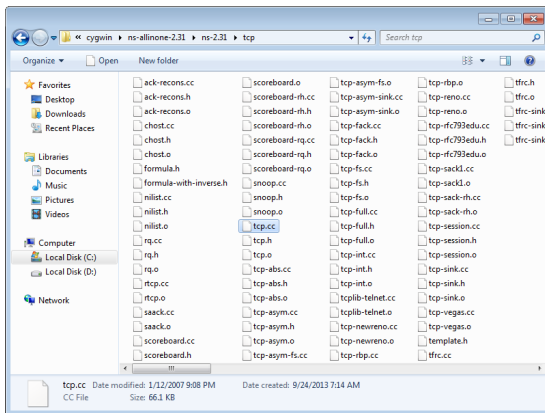 « cygwin ▸ ns-allinone-2.31 ▸ ns-2.31 ▸ tcp
Search tcp
Organize Open New folder
Favorites
Desktop
Downloads
Recent Places
Libraries
Documents
Music
Pictures
Videos
Computer
Local Disk (C:)
Local Disk (D:)
Network
ack-recons.cc
ack-recons.h
ack-recons.o
chost.cc
chost.h
chost.o
formula.h
formula-with-inverse.h
nilist.cc
nilist.h
nilist.o
rq.cc
rq.h
rq.o
rtcp.cc
rtcp.o
saack.cc
saack.o
scoreboard.cc
scoreboard.h
scoreboard.o
scoreboard-rh.cc
scoreboard-rh.h
scoreboard-rh.o
scoreboard-rq.cc
scoreboard-rq.h
scoreboard-rq.o
snoop.cc
snoop.h
snoop.o
tcp.cc
tcp.h
tcp.o
tcp-abs.cc
tcp-abs.h
tcp-abs.o
tcp-asym.cc
tcp-asym.h
tcp-asym.o
tcp-asym-fs.cc
tcp-asym-fs.o
tcp-asym-sink.cc
tcp-asym-sink.o
tcp-fack.cc
tcp-fack.h
tcp-fack.o
tcp-fs.cc
tcp-fs.h
tcp-fs.o
tcp-full.cc
tcp-full.h
tcp-full.o
tcp-int.cc
tcp-int.h
tcp-int.o
tcplib-telnet.cc
tcplib-telnet.o
tcp-newreno.cc
tcp-newreno.o
tcp-rbp.cc
tcp-rbp.o
tcp-reno.cc
tcp-reno.o
tcp-rfc793edu.cc
tcp-rfc793edu.h
tcp-rfc793edu.o
tcp-sack1.cc
tcp-sack1.o
tcp-sack-rh.cc
tcp-sack-rh.o
tcp-session.cc
tcp-session.h
tcp-session.o
tcp-sink.cc
tcp-sink.h
tcp-sink.o
tcp-vegas.cc
tcp-vegas.o
template.h
tfrc.cc
tfrc.h
tfrc.o
tfrc-sink
tfrc-sink
tfrc-sink
tcp.cc Date modified: 1/12/2007 9:08 PM Date created: 9/24/2013 7:14 AM
CC File Size: 66.1 KB